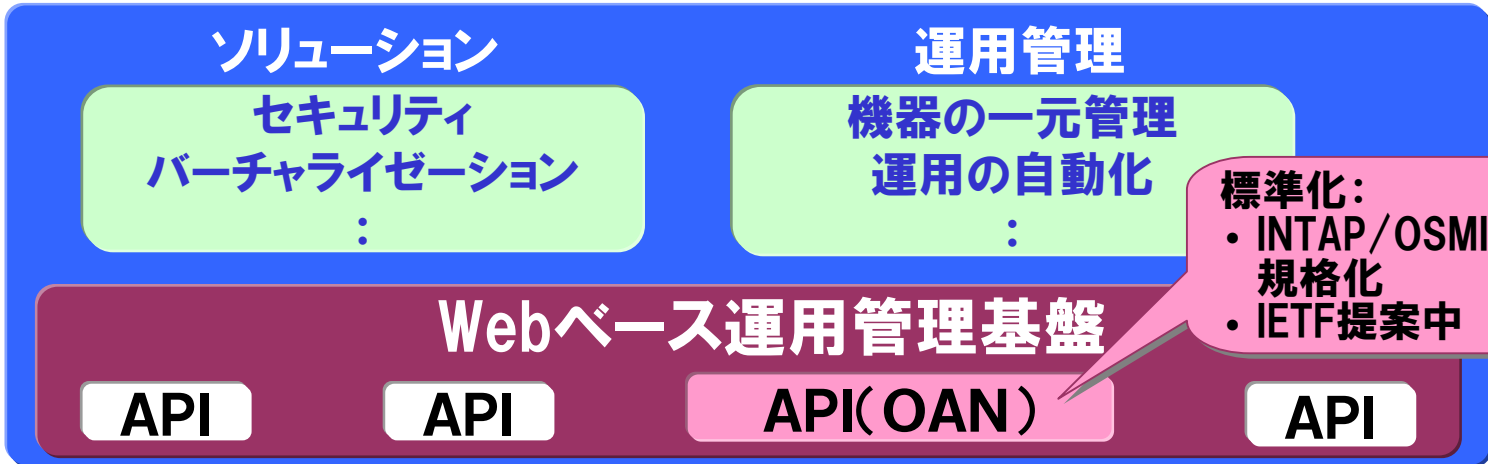 ソリューション
セキュリティ
バーチャライゼーション
：
運用管理
機器の一元管理
運用の自動化
：
標準化：
• INTAP/OSMI
規格化
• IETF提案中
Webベース運用管理基盤
API
API
API(OAN)
API